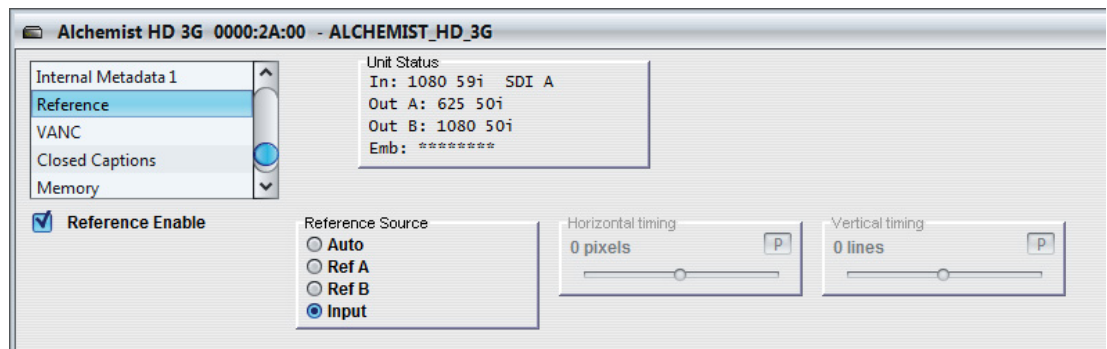 Alchemist HD 3G 0000:2A:00 - ALCHEMIST_HD_3G
Internal Metadata 1
Reference
VANC
Closed Captions
Memory
Unit Status
In: 1080 59i SDI A
Out A: 625 50i
Out B: 1080 50i
Emb: ********
Reference Enable
Reference Source
Auto
Ref A
Ref B
Input
Horizontal timing
0 pixels
P
Vertical timing
0 lines
P